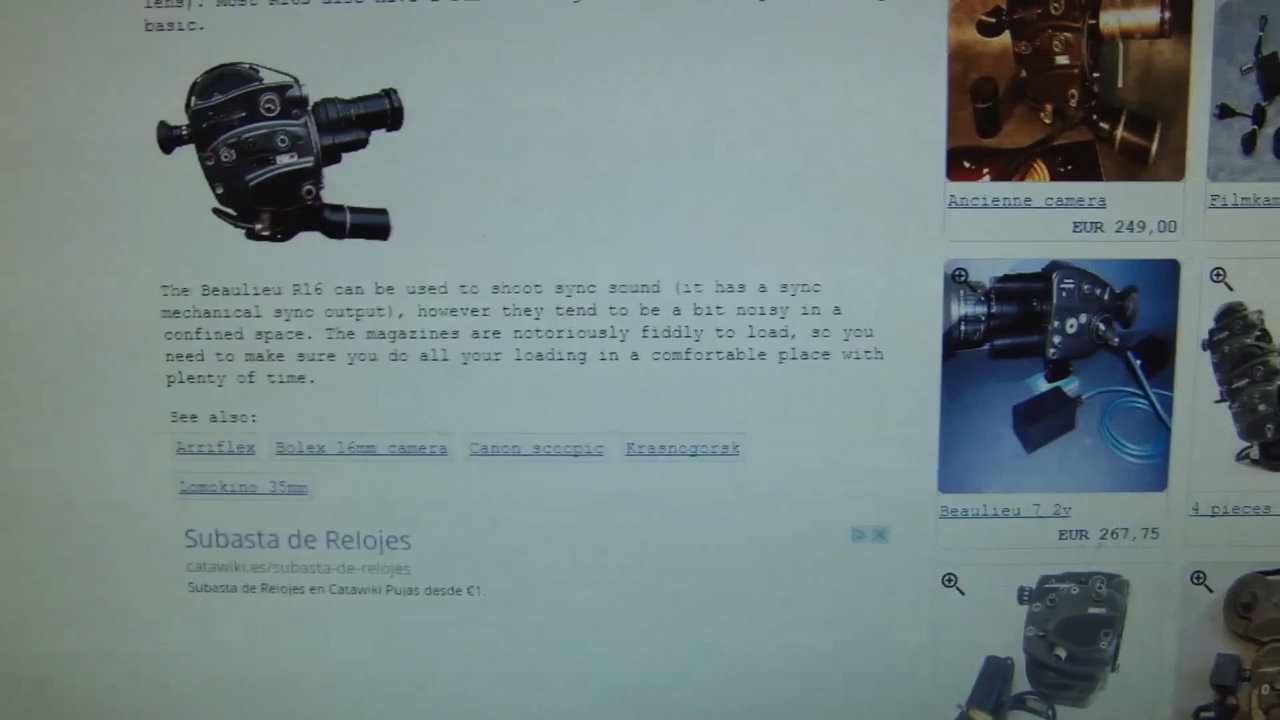 basic.
The Beaulieu R16 can be used to shoot sync sound (it has a sync
mechanical sync output), however they tend to be a bit noisy in a
confined space. The magazines are notoriously fiddly to load, so you
need to make sure you do all your loading in a comfortable place with
plenty of time.
See also:
Arriflex Bolex 16mm camera Canon scoopic Krasnogorsk
Lomokino 35mm
Subasta de Relojes
catawiki.es/subasta-de-relojes
Subasta de Relojes en Catawiki Pujas desde €1.
Ancienne camera
EUR 249,00
Filmkam
Beaulieu 7 2v
EUR 267,75
4 pieces